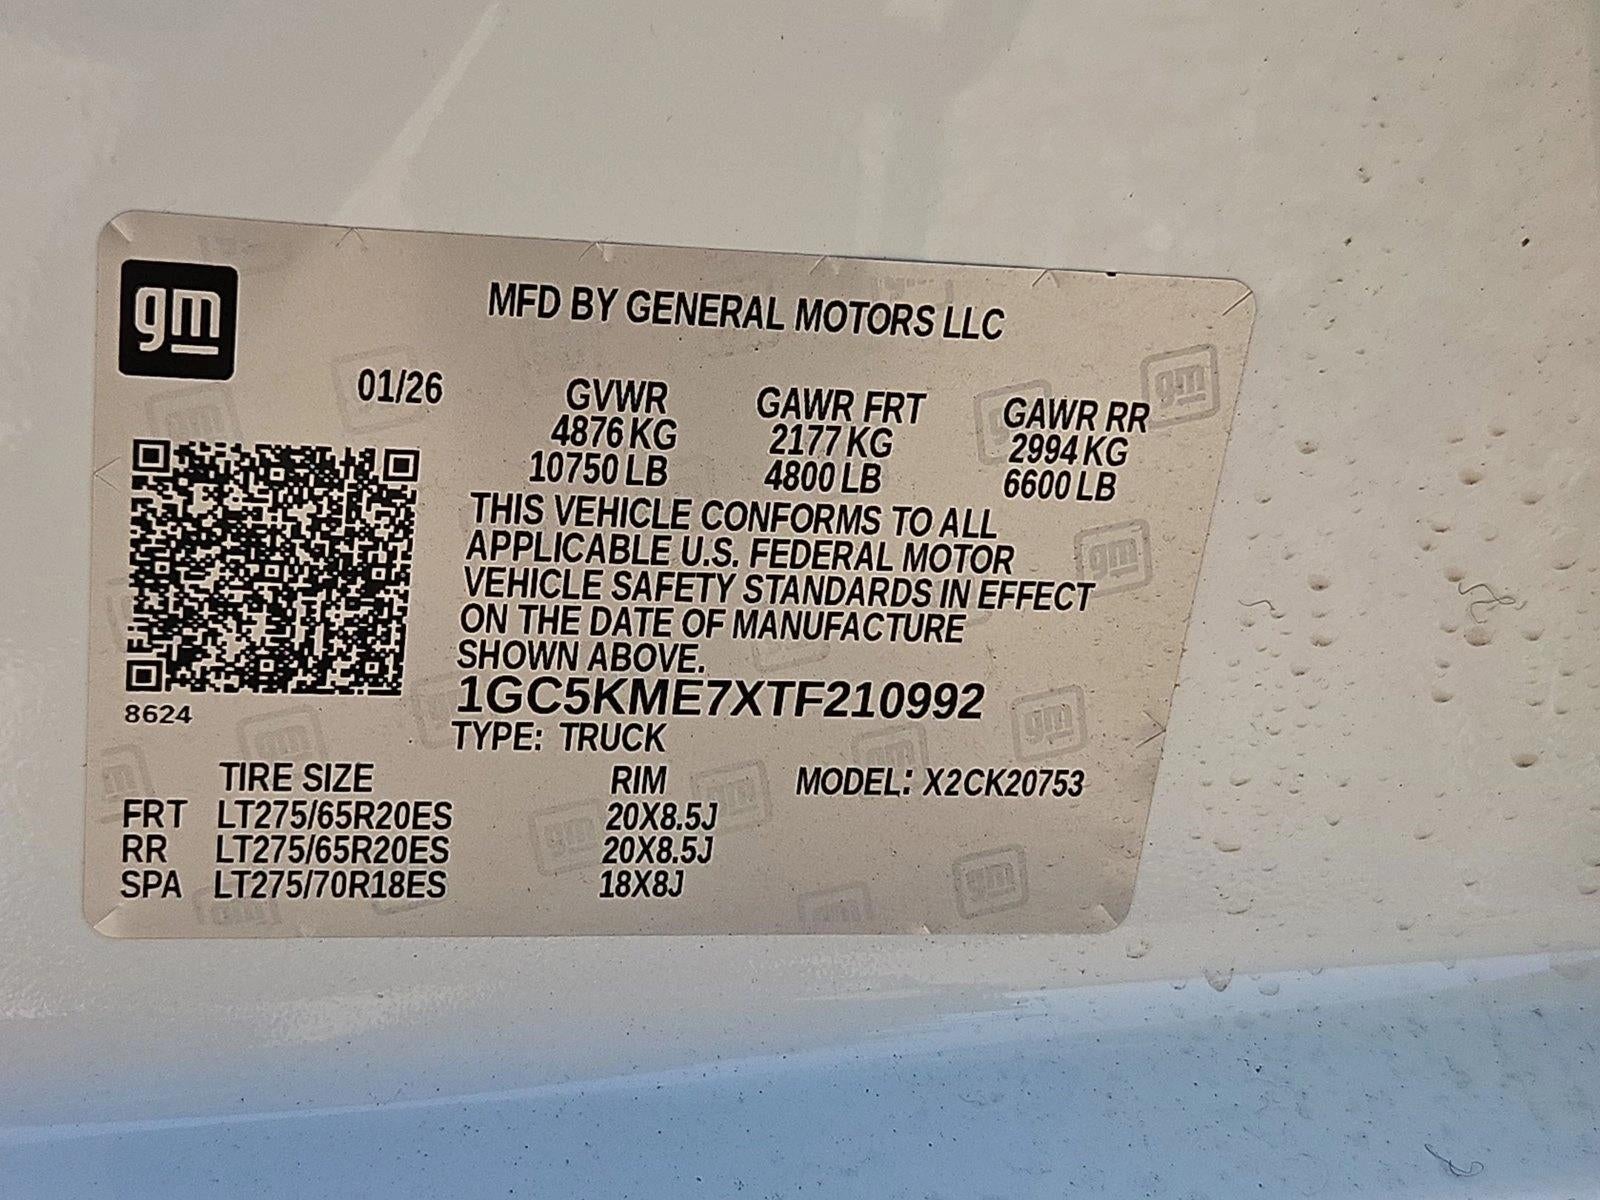 gm
MFD BY GENERAL MOTORS LLC
01/26 GVWR GAWR FRT GAWR RR
4876 KG 2177 KG 2994 KG
10750 LB 4800 LB 6600 LB
THIS VEHICLE CONFORMS TO ALL
APPLICABLE U.S. FEDERAL MOTOR
VEHICLE SAFETY STANDARDS IN EFFECT
ON THE DATE OF MANUFACTURE
SHOWN ABOVE.
1GC5KME7XTF210992
8624
TYPE: TRUCK
TIRE SIZE RIM MODEL: X2CK20753
FRT LT275/65R20ES 20X8.5J
RR LT275/65R20ES 20X8.5J
SPA LT275/70R18ES 18X8J